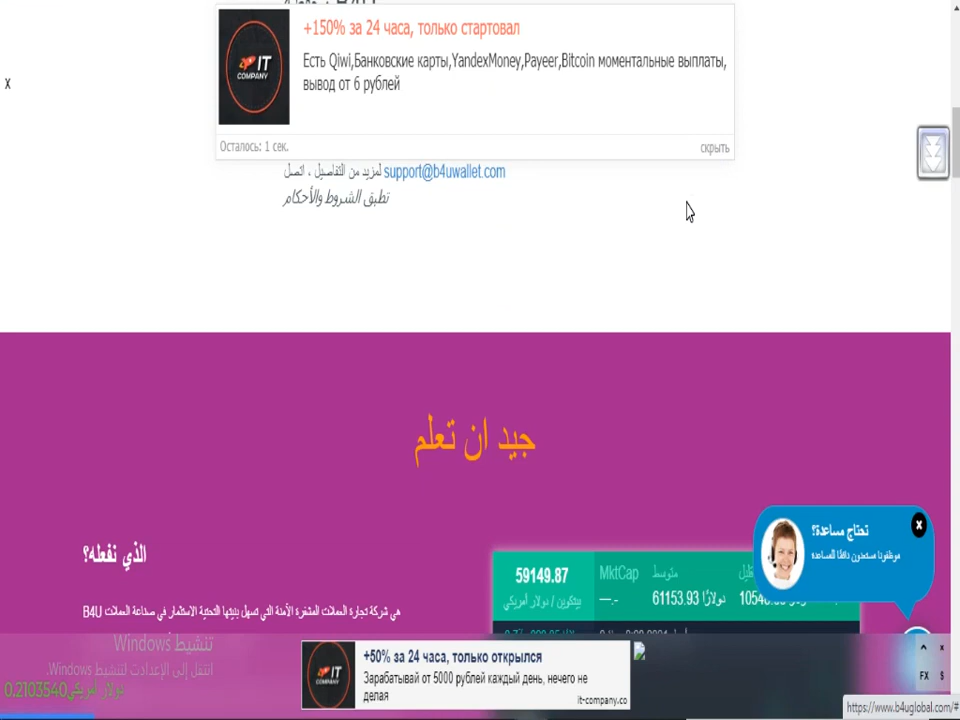 +150% за 24 часа, только стартовал
IT
COMPANY
Есть Qiwi,Банковские карты,YandexMoney,Payeer,Bitcoin моментальные выплаты,
вывод от 6 рублей
X
Осталось: 1 сек.
скрыть
لمزيد من التفاصيل ، اتصل support@b4uwallet.com
تطبق الشروط والأحكام
جيد ان تعلم
تحتاج مساعدة؟
موظفونا مستعدون دائمًا للمساعدة
الذي نفعله؟
59149.87
بيتكوين / دولار أمريكي
MktCap
—.-
متوسط
61153.93 دولارًا
هي شركة تجارة العملات المشفرة الآمنة التي تسهل بنيتها التحتية الاستثمار في صناعة العملات B4U
تنشيط Windows
انتقل إلى الإعدادات لتنشيط Windows.
0.2103540دولار أمريكي
IT
COMPANY
+50% за 24 часа, только открылся
Зарабатывай от 5000 рублей каждый день, нечего не
делая
it-company.co
FX $
https://www.b4uglobal.com/#